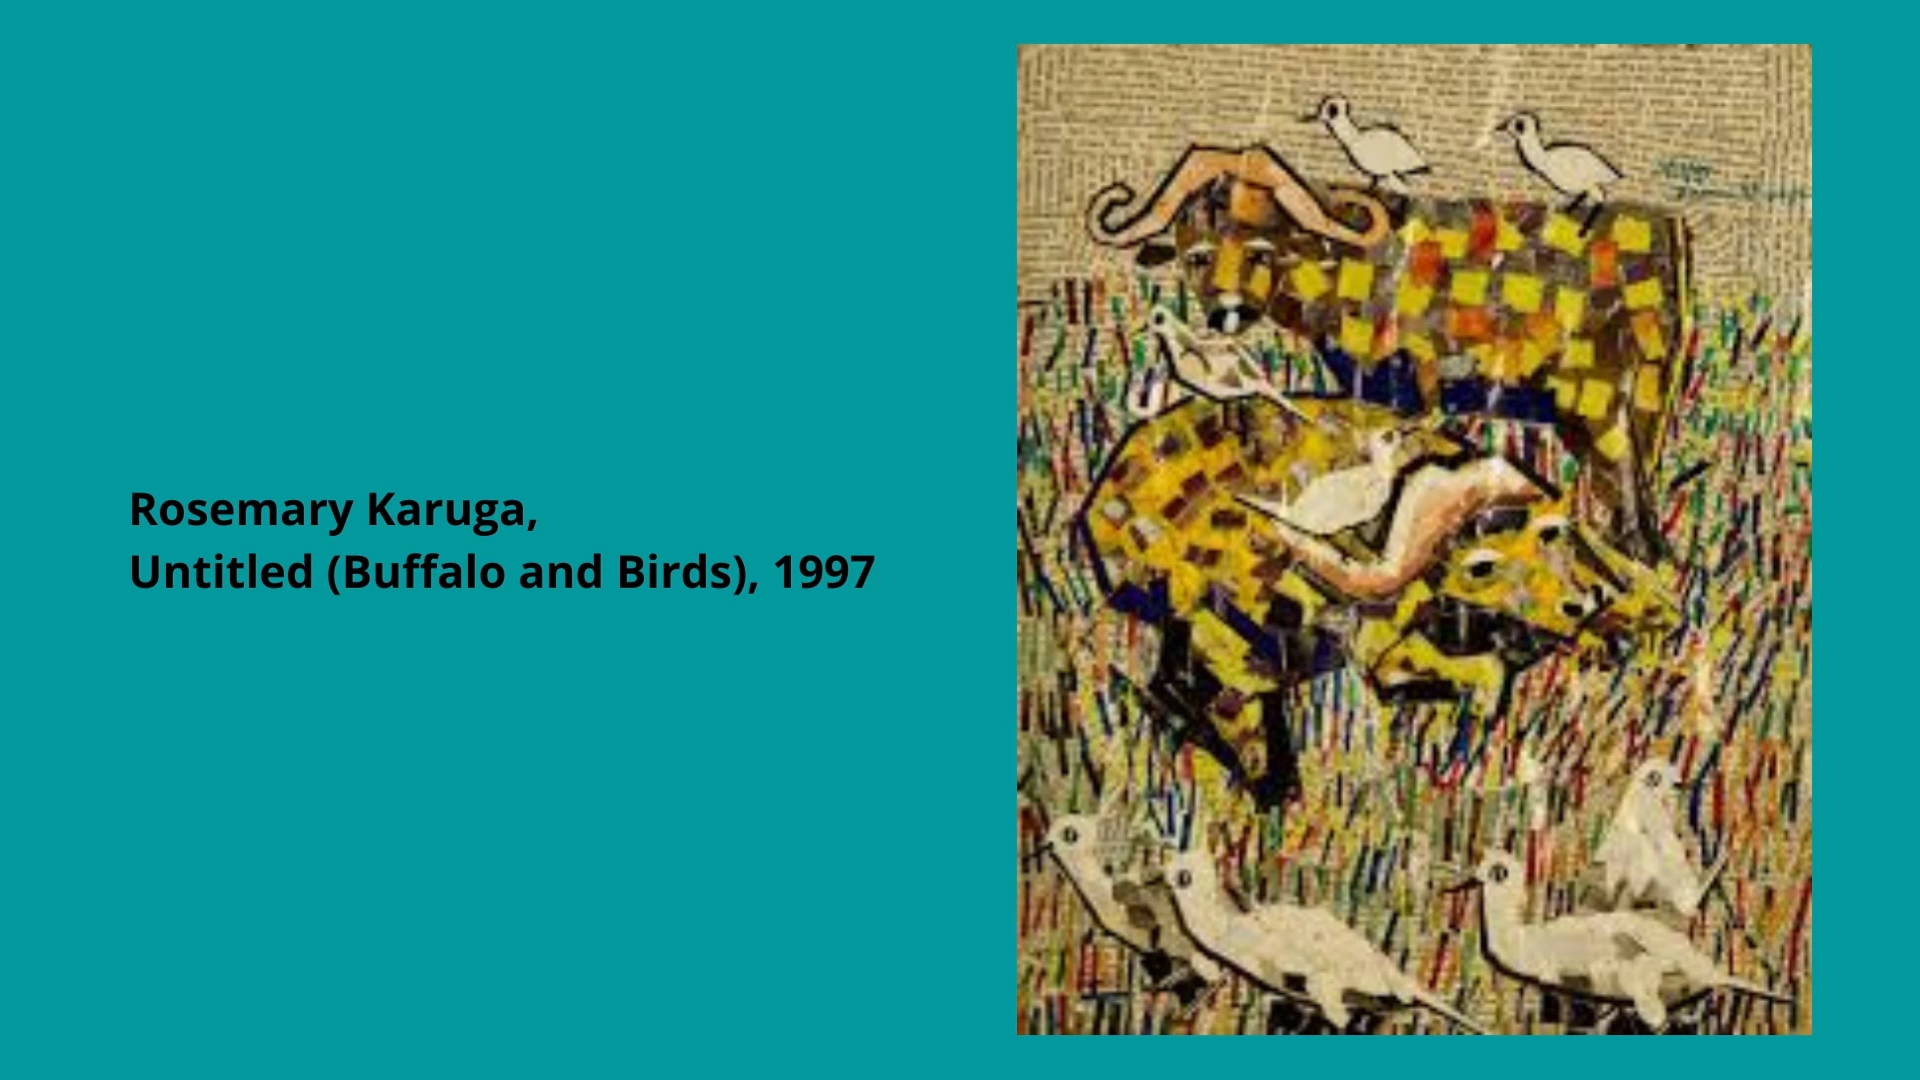 Rosemary Karuga,
Untitled (Buffalo and Birds), 1997